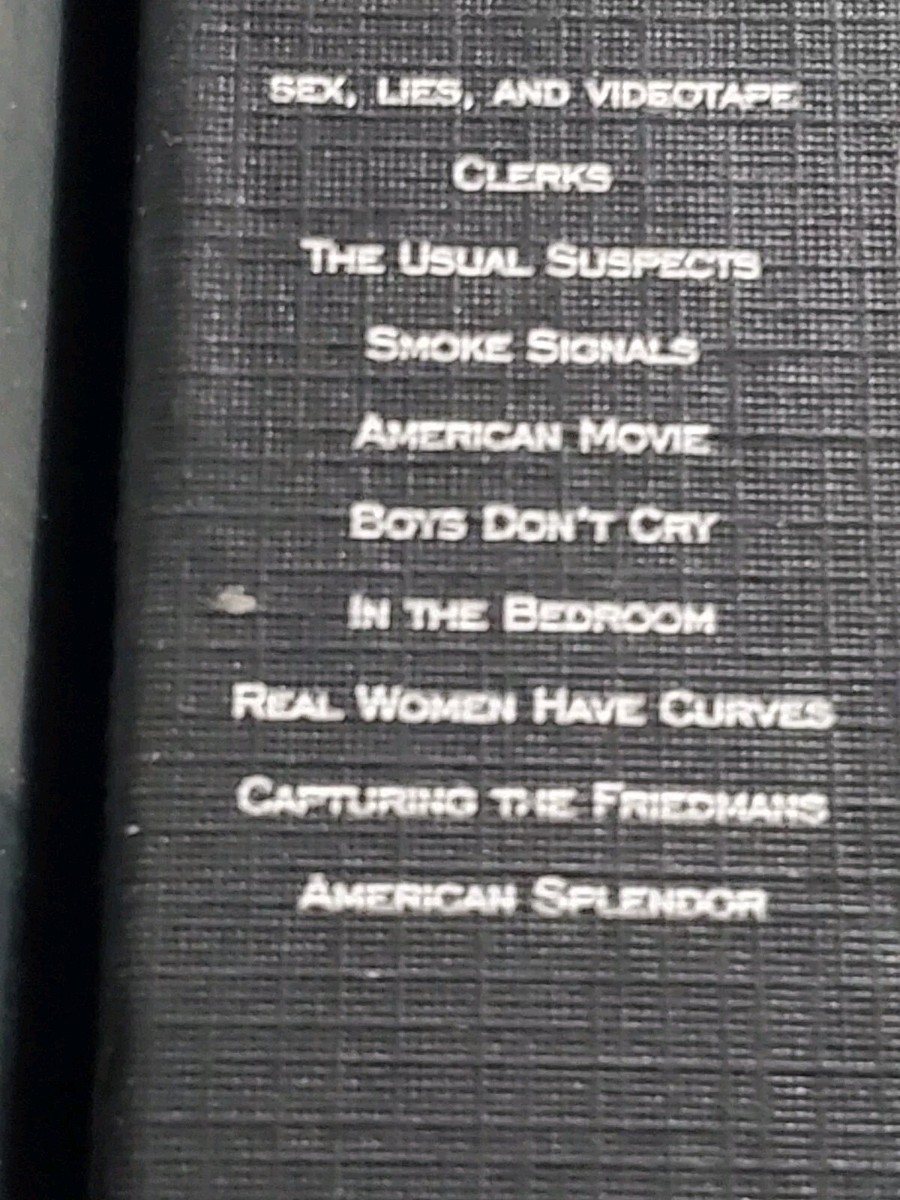 SEX, LIES, AND VIDEOTAPE
CLERKS
THE USUAL SUSPECTS
SMOKE SIGNALS
AMERICAN MOVIE
BOYS DON'T CRY
IN THE BEDROOM
REAL WOMEN HAVE CURVES
CAPTURING THE FRIEDMANS
AMERICAN SPLENDOR